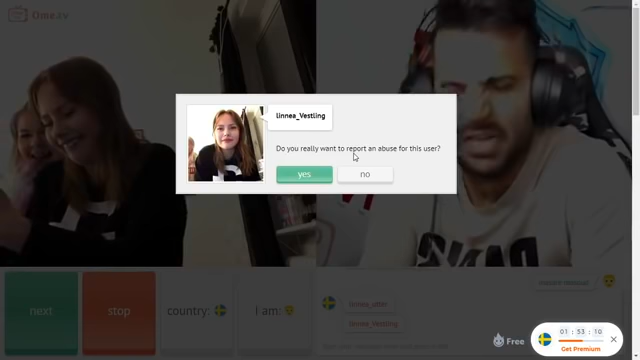 Ome.tv
linnea_Vestling
Do you really want to report an abuse for this user?
yes
no
next
stop
country:
I am:
linnea_Vestling
Free
01 : 53 : 10
Get Premium